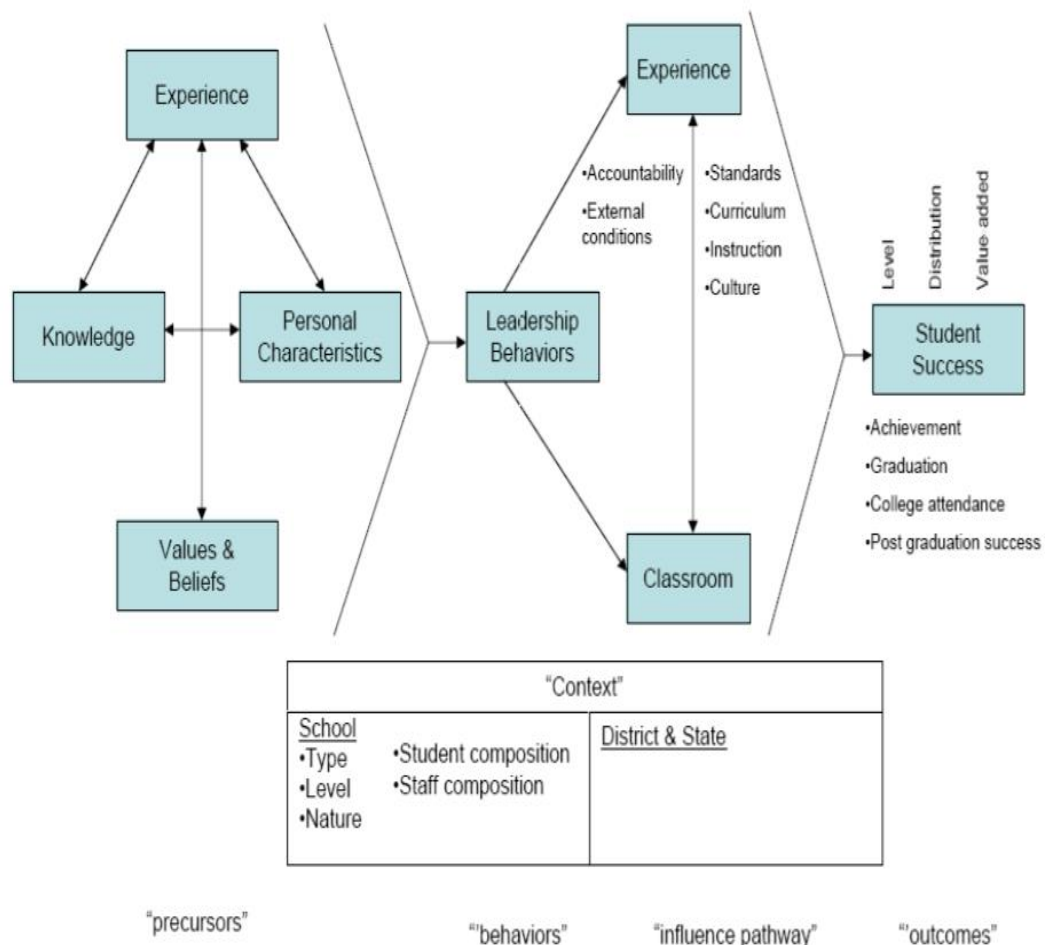 Experience
Knowledge
Personal
Characteristics
Values &
Beliefs
Leadership
Behaviors
Experience
•Accountability
•External
conditions
•Standards
•Curriculum
•Instruction
•Culture
Classroom
Level
Distribution
Value added
Student
Success
•Achievement
•Graduation
•College attendance
•Post graduation success
“Context”
School
•Type
•Level
•Nature
•Student composition
•Staff composition
District & State
“precursors”
“'behaviors”
“influence pathway”
“'outcomes”